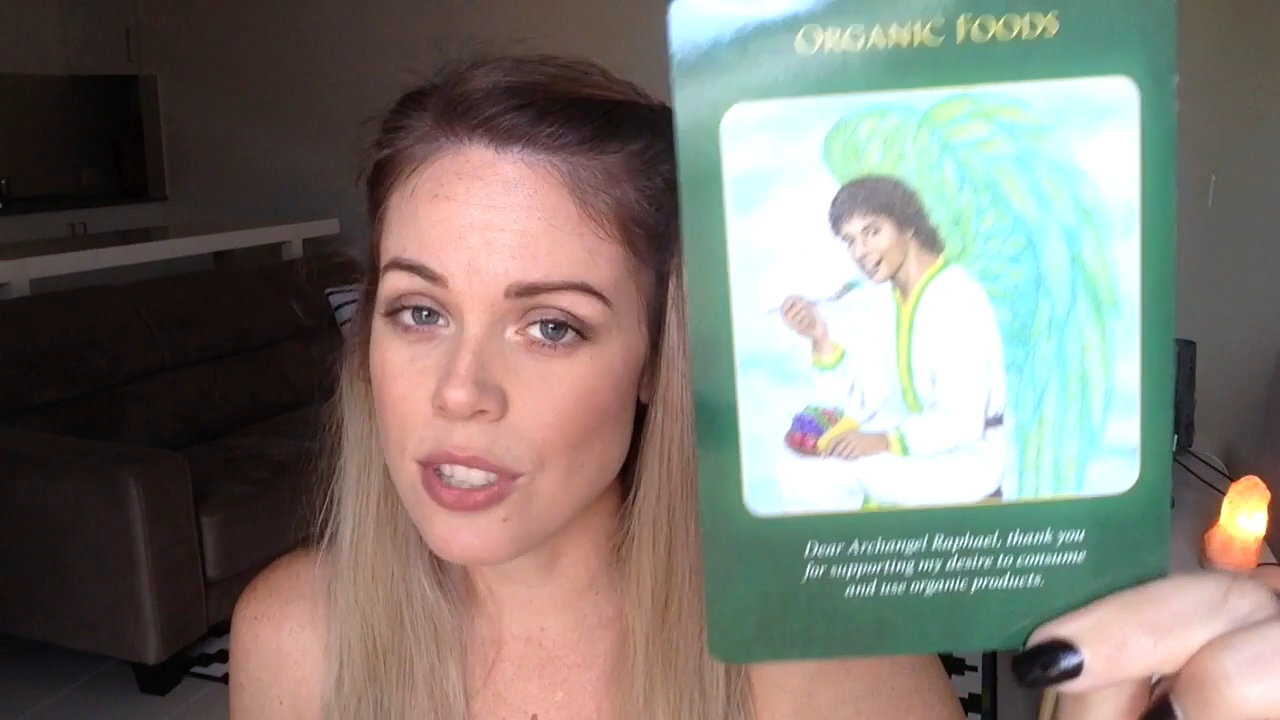 ORGANIC FOODS
Dear Archangel Raphael, thank you
for supporting my desire to consume
and use organic products.